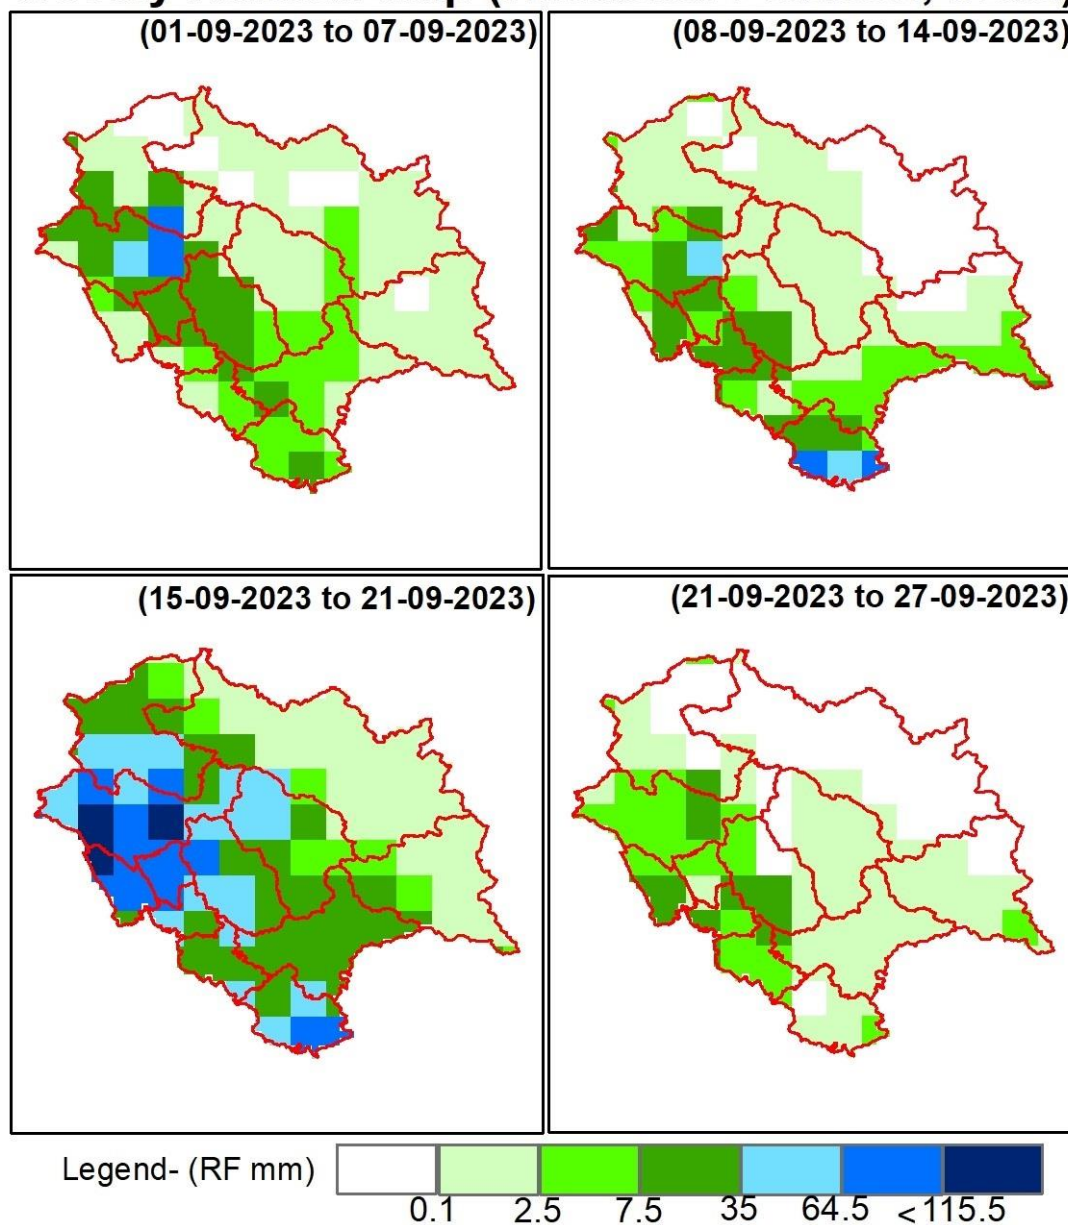 (01-09-2023 to 07-09-2023)
(08-09-2023 to 14-09-2023)
(15-09-2023 to 21-09-2023)
(21-09-2023 to 27-09-2023)
Legend- (RF mm)
0.1 2.5 7.5 35 64.5 <115.5